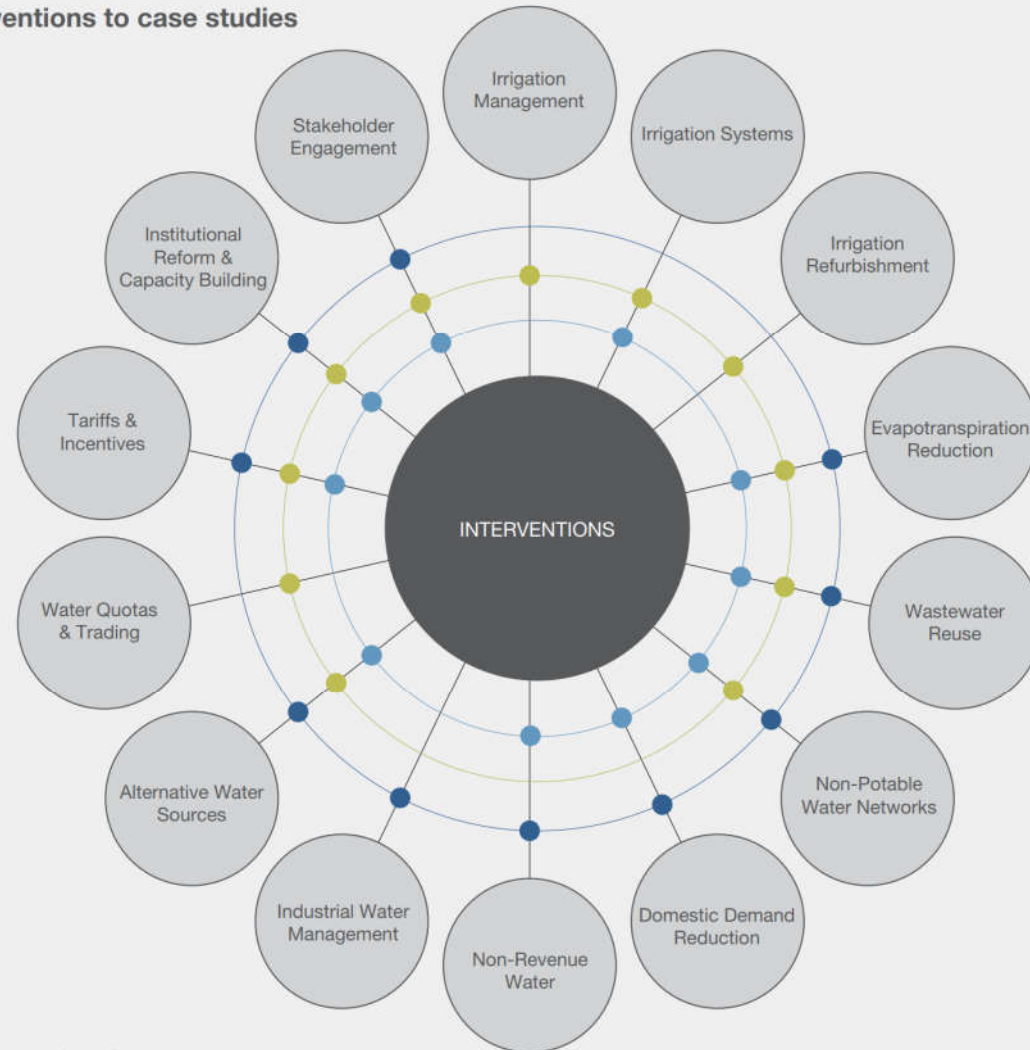 ventions to case studies
Irrigation
Management
Irrigation Systems
Irrigation
Refurbishment
Evapotranspiration
Reduction
Wastewater
Reuse
Non-Potable
Water Networks
Domestic Demand
Reduction
Non-Revenue
Water
Industrial Water
Management
Alternative Water
Sources
Water Quotas
& Trading
Tariffs &
Incentives
Institutional
Reform &
Capacity Building
Stakeholder
Engagement
INTERVENTIONS